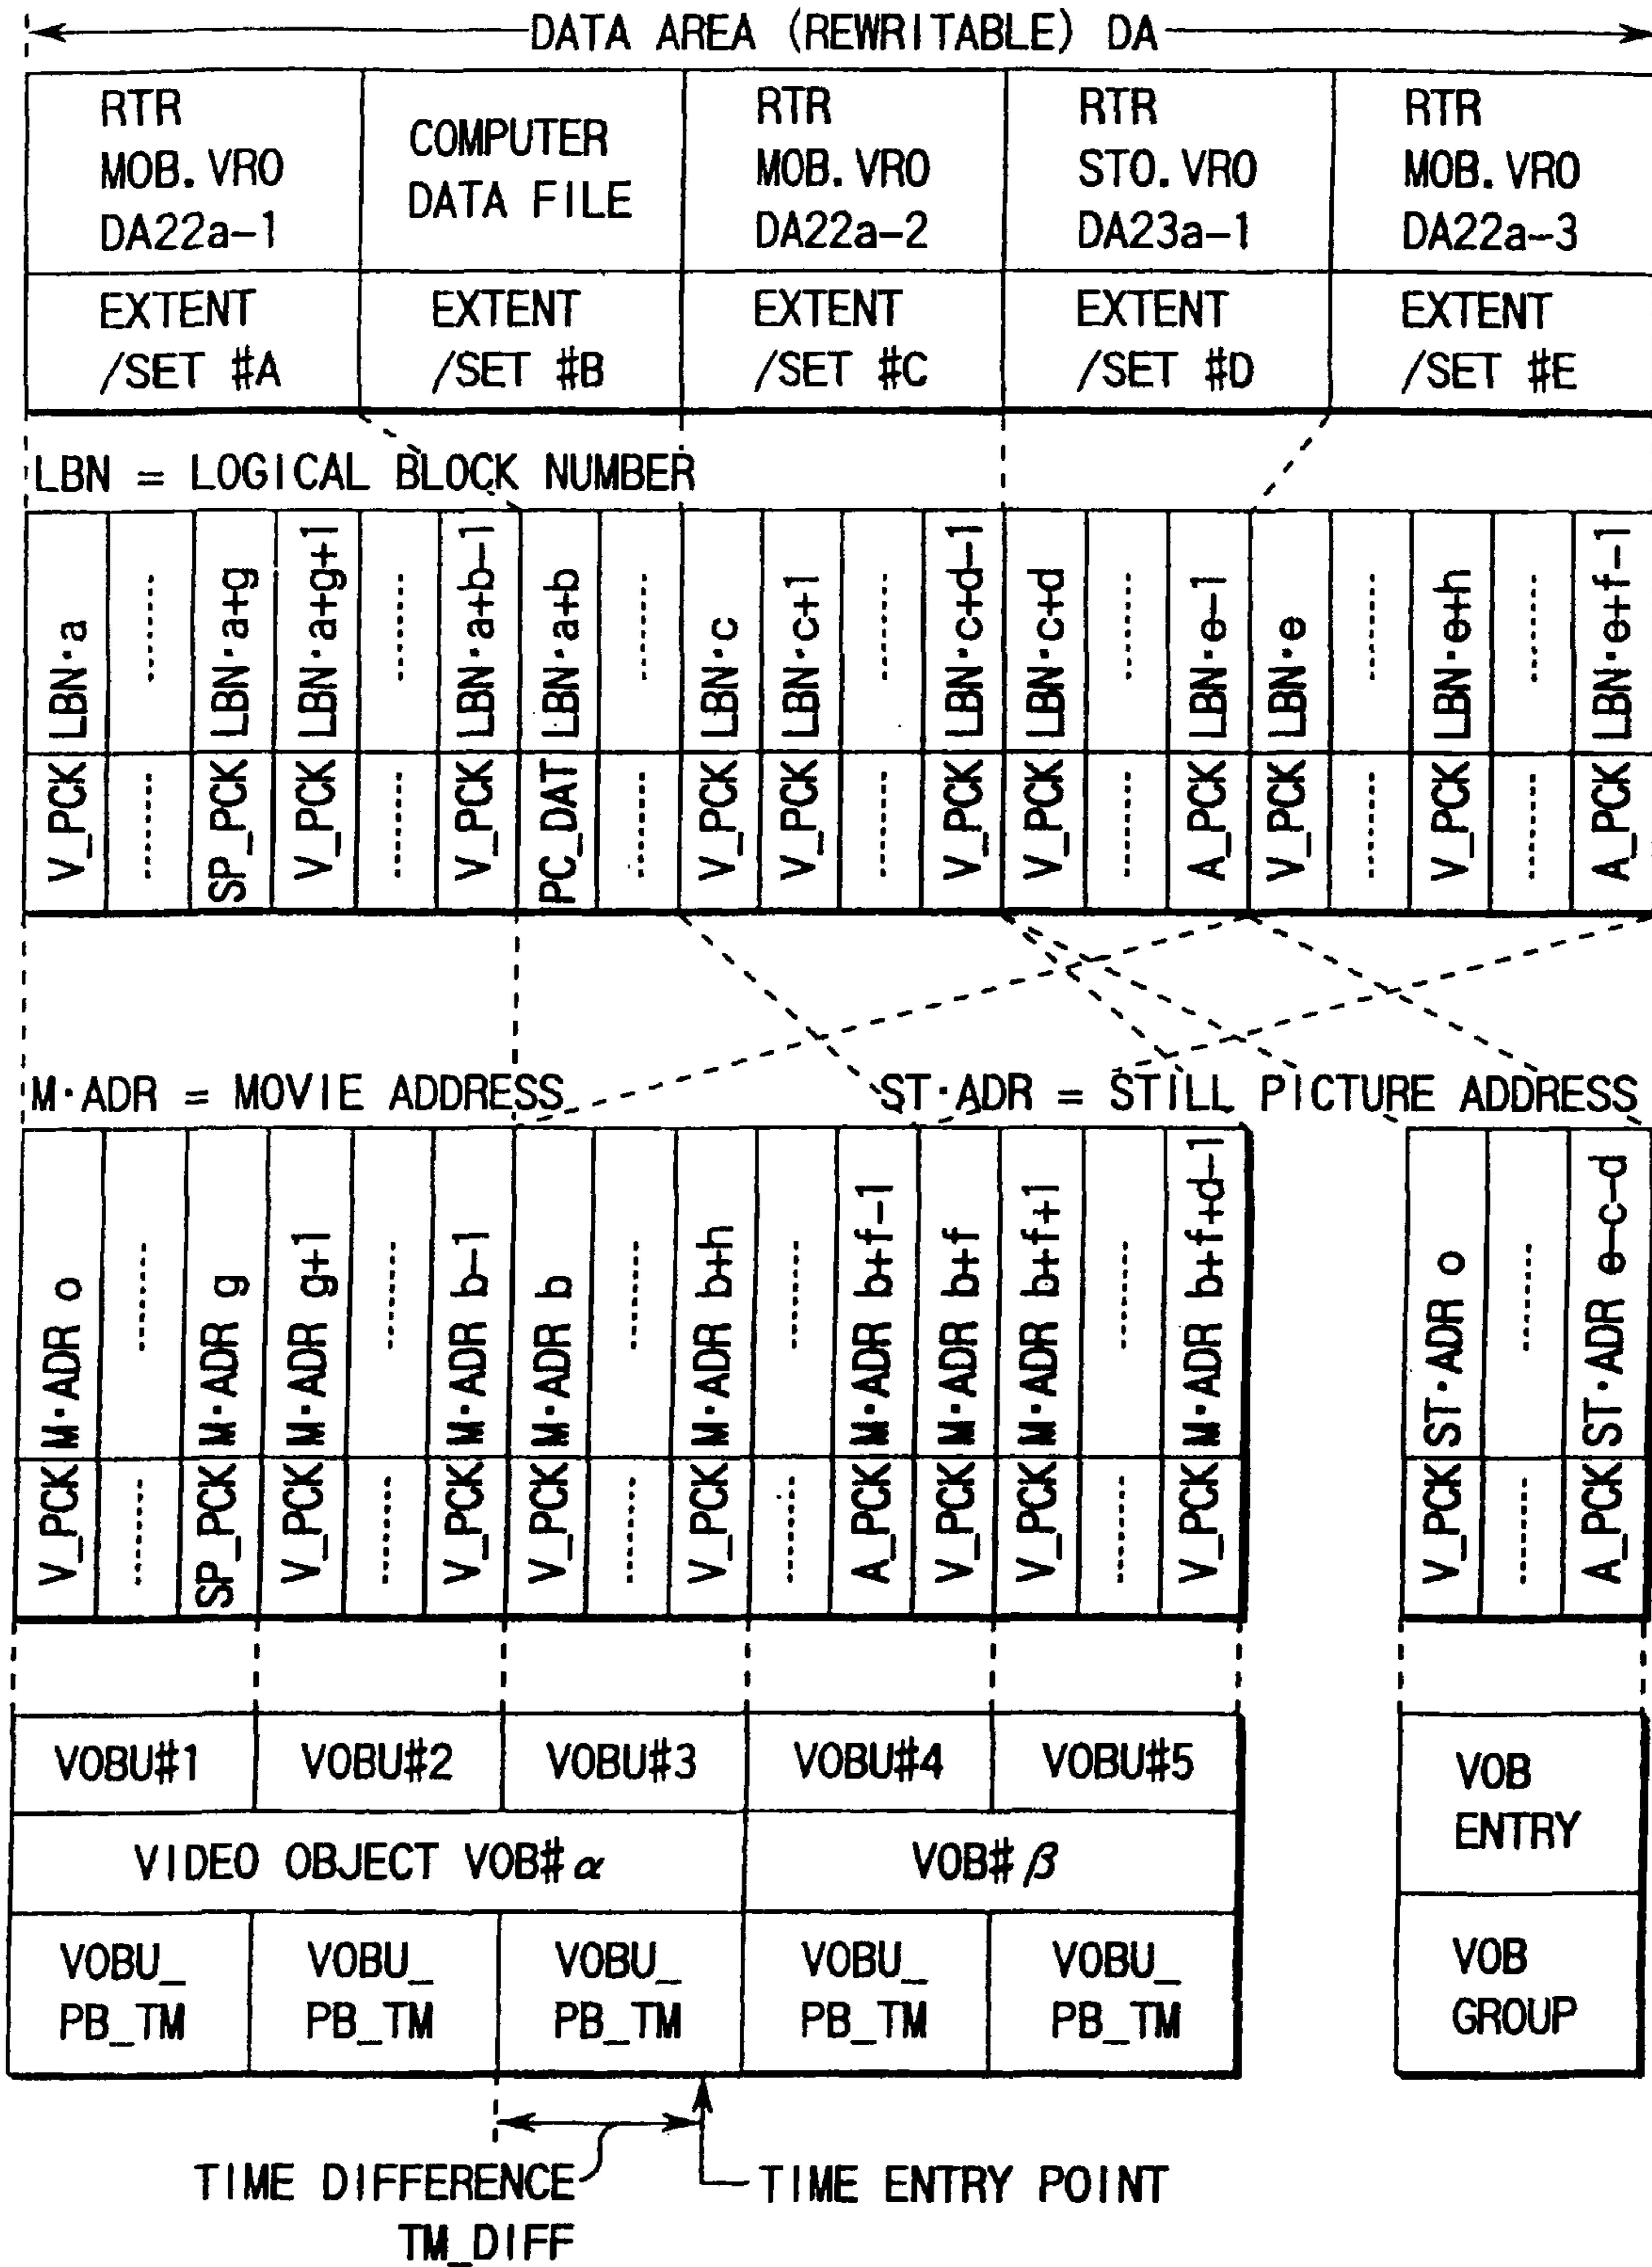 DATA AREA (REWRITABLE) DA
RTR
MOB.VRO
DA22a-1
COMPUTER
DATA FILE
RTR
MOB.VRO
DA22a-2
RTR
STO.VRO
DA23a-1
RTR
MOB.VRO
DA22a-3
EXTENT
/SET #A
EXTENT
/SET #B
EXTENT
/SET #C
EXTENT
/SET #D
EXTENT
/SET #E
LBN = LOGICAL BLOCK NUMBER
LBN·a
LBN·a+g
LBN·a+g+1
LBN·a+b-1
LBN·a+b
LBN·c
LBN·c+1
LBN·c+d-1
LBN·c+d
LBN·e-1
LBN·e
LBN·e+h
LBN·e+f-1
V_PCK
SP_PCK
V_PCK
V_PCK
PC_DAT
V_PCK
V_PCK
V_PCK
V_PCK
A_PCK
V_PCK
V_PCK
A_PCK
M·ADR = MOVIE ADDRESS
ST·ADR = STILL PICTURE ADDRESS
M·ADR o
M·ADR g
M·ADR g+1
M·ADR b-1
M·ADR b
M·ADR b+h
M·ADR b+f-1
M·ADR b+f
M·ADR b+f+1
M·ADR b+f+d-1
ST·ADR o
ST·ADR e-c-d
V_PCK
SP_PCK
V_PCK
V_PCK
V_PCK
V_PCK
A_PCK
V_PCK
V_PCK
V_PCK
V_PCK
A_PCK
VOBU#1
VOBU#2
VOBU#3
VOBU#4
VOBU#5
VOB
ENTRY
VIDEO OBJECT VOB#α
VOB#β
VOBU_
PB_TM
VOBU_
PB_TM
VOBU_
PB_TM
VOBU_
PB_TM
VOBU_
PB_TM
VOB
GROUP
TIME DIFFERENCE
TM_DIFF
TIME ENTRY POINT